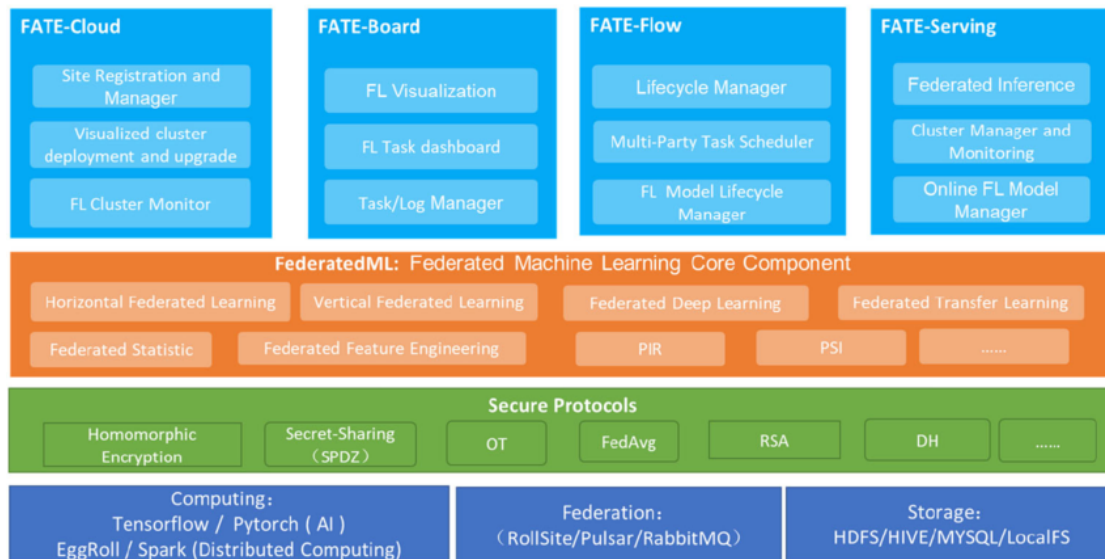 FATE-Cloud
Site Registration and
Manager
Visualized cluster
deployment and upgrade
FL Cluster Monitor
FATE-Board
FL Visualization
FL Task dashboard
Task/Log Manager
FATE-Flow
Lifecycle Manager
Multi-Party Task Scheduler
FL Model Lifecycle
Manager
FATE-Serving
Federated Inference
Cluster Manager and
Monitoring
Online FL Model
Manager
FederatedML: Federated Machine Learning Core Component
Horizontal Federated Learning
Vertical Federated Learning
Federated Deep Learning
Federated Transfer Learning
Federated Statistic
Federated Feature Engineering
PIR
PSI
......
Secure Protocols
Homomorphic
Encryption
Secret-Sharing
（SPDZ）
OT
FedAvg
RSA
DH
......
Computing：
Tensorflow / Pytorch ( AI )
EggRoll / Spark (Distributed Computing)
Federation：
（RollSite/Pulsar/RabbitMQ）
Storage:
HDFS/HIVE/MYSQL/LocalFS